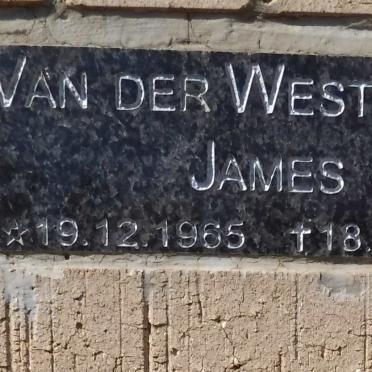 VAN DER WEST
JAMES
☆ 19.12.1965 ✝ 18.